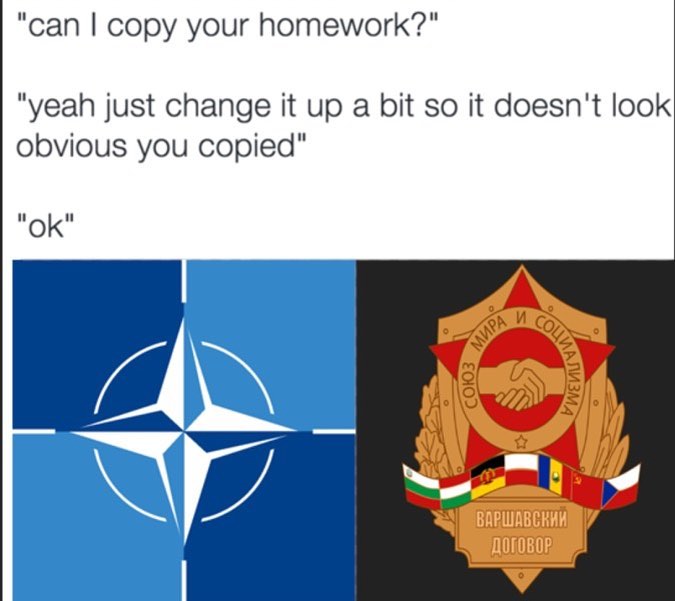 "can I copy your homework?"
"yeah just change it up a bit so it doesn't look
obvious you copied"
"ok"
СОЮЗ МИРА И СОЦИАЛИЗМА
ВАРШАВСКИЙ
ДОГОВОР